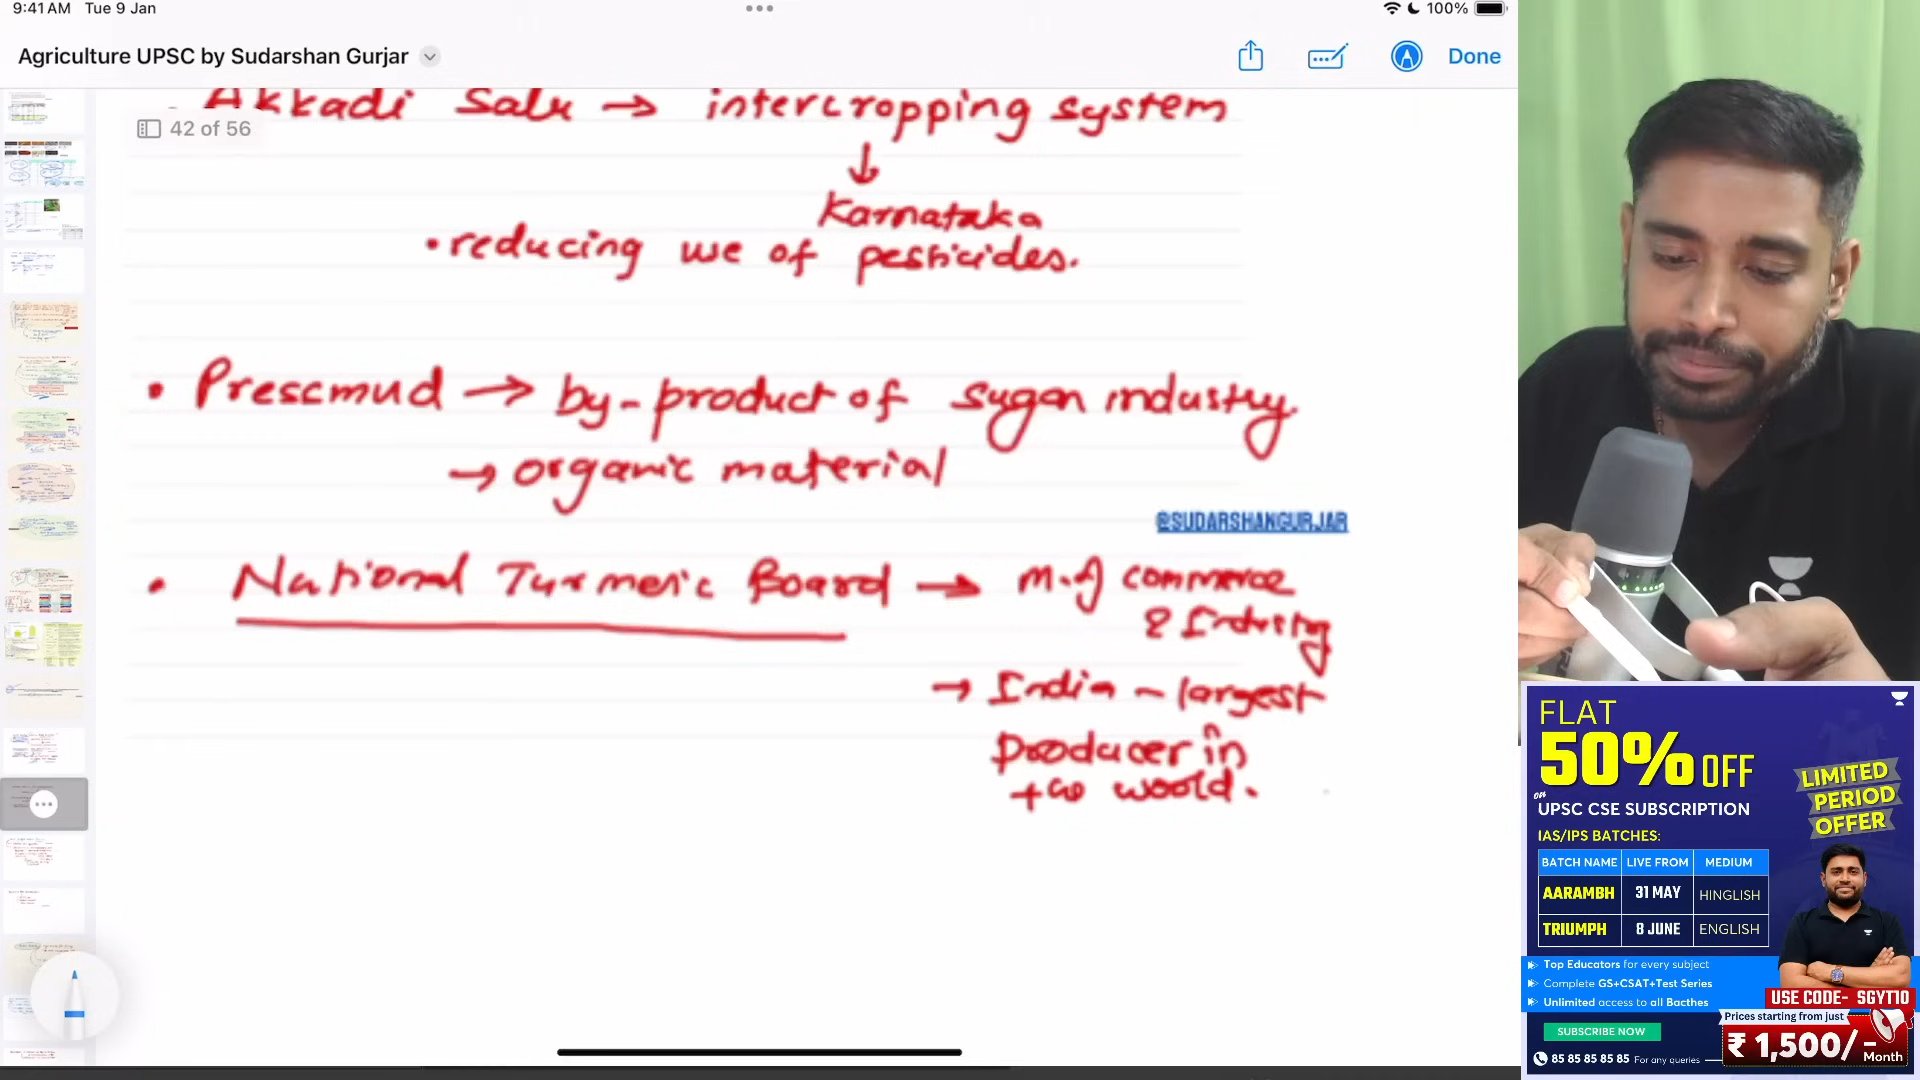 9:41 AM Tue 9 Jan
100%
Agriculture UPSC by Sudarshan Gurjar
Done
42 of 56
Akkadi Salu → intercropping system
↓
Karnataka
• reducing use of pesticides.
• Prescmud → by-product of sugar industry.
→ organic material
@SUDARSHANGURJAR
• National Turmeric Board → M.of commerce
& Industry
→ India - largest
producer in
the world.
FLAT
50% OFF
on
UPSC CSE SUBSCRIPTION
LIMITED
PERIOD
OFFER
IAS/IPS BATCHES:
BATCH NAME LIVE FROM MEDIUM
AARAMBH 31 MAY HINGLISH
TRIUMPH 8 JUNE ENGLISH
Top Educators for every subject
Complete GS+CSAT+Test Series
Unlimited access to all Bacthes
USE CODE- SGYT10
SUBSCRIBE NOW
Prices starting from just
₹ 1,500/- Month
85 85 85 85 85 For any queries